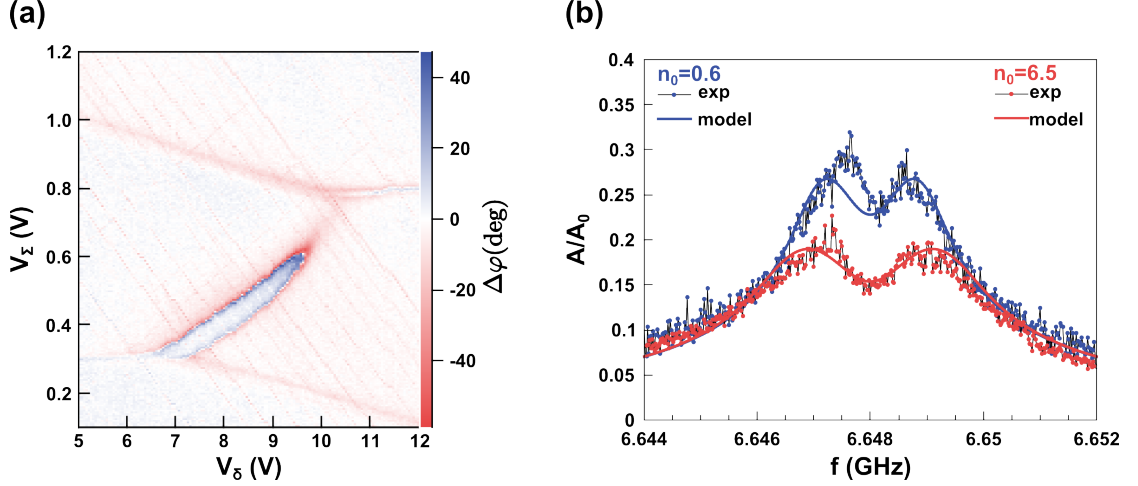 (a)
1.2
1.0
0.8
0.6
0.4
0.2
V_Σ (V)
5 6 7 8 9 10 11 12
V_δ (V)
40
20
0
-20
-40
Δφ(deg)
(b)
n₀=0.6
exp
model
n₀=6.5
exp
model
0.4
0.35
0.3
0.25
0.2
0.15
0.1
0.05
0
A/A₀
6.644 6.646 6.648 6.65 6.652
f (GHz)